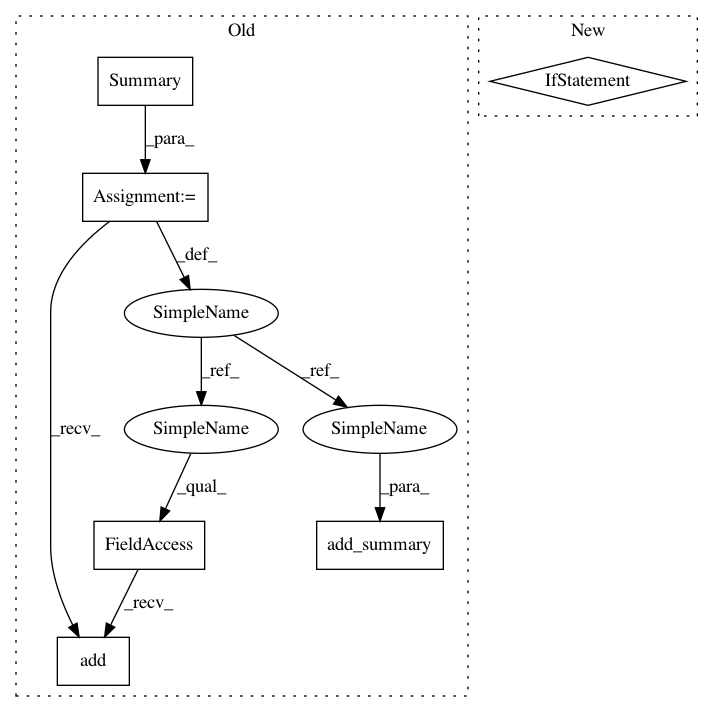 Old
New
Summary
IfStatement
_para_
Assignment:=
_def_
SimpleName
_ref_
_ref_
_recv_
SimpleName
SimpleName
_qual_
_para_
FieldAccess
add_summary
_recv_
add